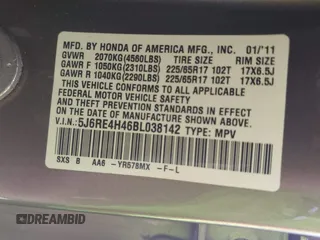 MFD. BY HONDA OF AMERICA MFG., INC. 01/'11
GVWR 2070KG(4560LBS) TIRE SIZE RIM SIZE
GAWR F 1050KG(2310LBS) 225/65R17 102T 17X6.5J
GAWR R 1040KG(2290LBS) 225/65R17 102T 17X6.5J
THIS VEHICLE CONFORMS TO ALL APPLICABLE
FEDERAL MOTOR VEHICLE SAFETY AND THEFT
PREVENTION STANDARDS IN EFFECT ON THE DATE
OF MANUFACTURE SHOWN ABOVE.
V.I.N.: 5J6RE4H46BL038142 TYPE: MPV
SXS B AA6 -YR578MX -F-L
DREAMBID